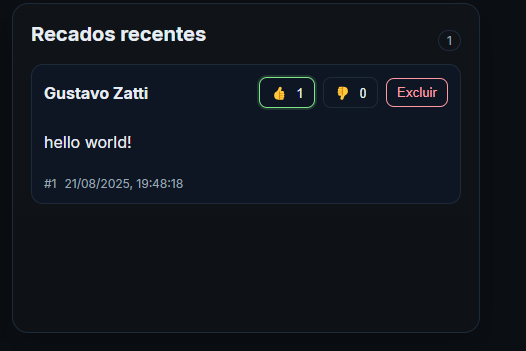 Recados recentes
1
Gustavo Zatti 👍 1 👎 0 Excluir
hello world!
#1 21/08/2025, 19:48:18